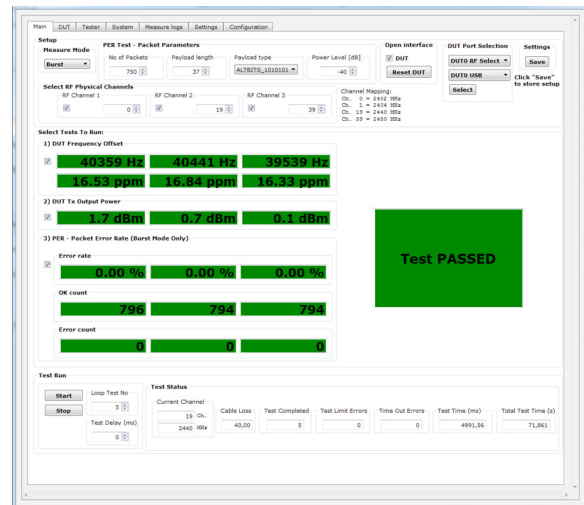 Main DUT Tester System Measure logs Settings Configuration
Setup
Measure Mode
Burst
PER Test - Packet Parameters
No of Packets Payload length Payload type Power Level [dB]
750 37 ALTBITS_1010101 -40
Open interface
DUT
Reset DUT
DUT Port Selection
DUT0 RF Select
DUT0 USB
Select
Settings
Save
Click "Save"
to store setup
Select RF Physical Channels
RF Channel 1 RF Channel 2 RF Channel 3
0 19 39
Channel Mapping:
Ch. 0 = 2402 MHz
Ch. 1 = 2404 MHz
Ch. 19 = 2440 MHz
Ch. 39 = 2480 MHz
Select Tests To Run:
1) DUT Frequency Offset
40359 Hz 40441 Hz 39539 Hz
16.53 ppm 16.84 ppm 16.33 ppm
2) DUT Tx Output Power
1.7 dBm 0.7 dBm 0.1 dBm
3) PER - Packet Error Rate (Burst Mode Only)
Error rate
0.00 % 0.00 % 0.00 %
OK count
796 794 794
Error count
0 0 0
Test PASSED
Test Run
Start
Stop
Loop Test No
5
Test Delay (ms)
0
Test Status
Current Channel
19 Ch.
2440 MHz
Cable Loss Test Completed Test Limit Errors Time Out Errors Test Time (ms) Total Test Time (s)
40,00 5 0 0 4991,56 71,861